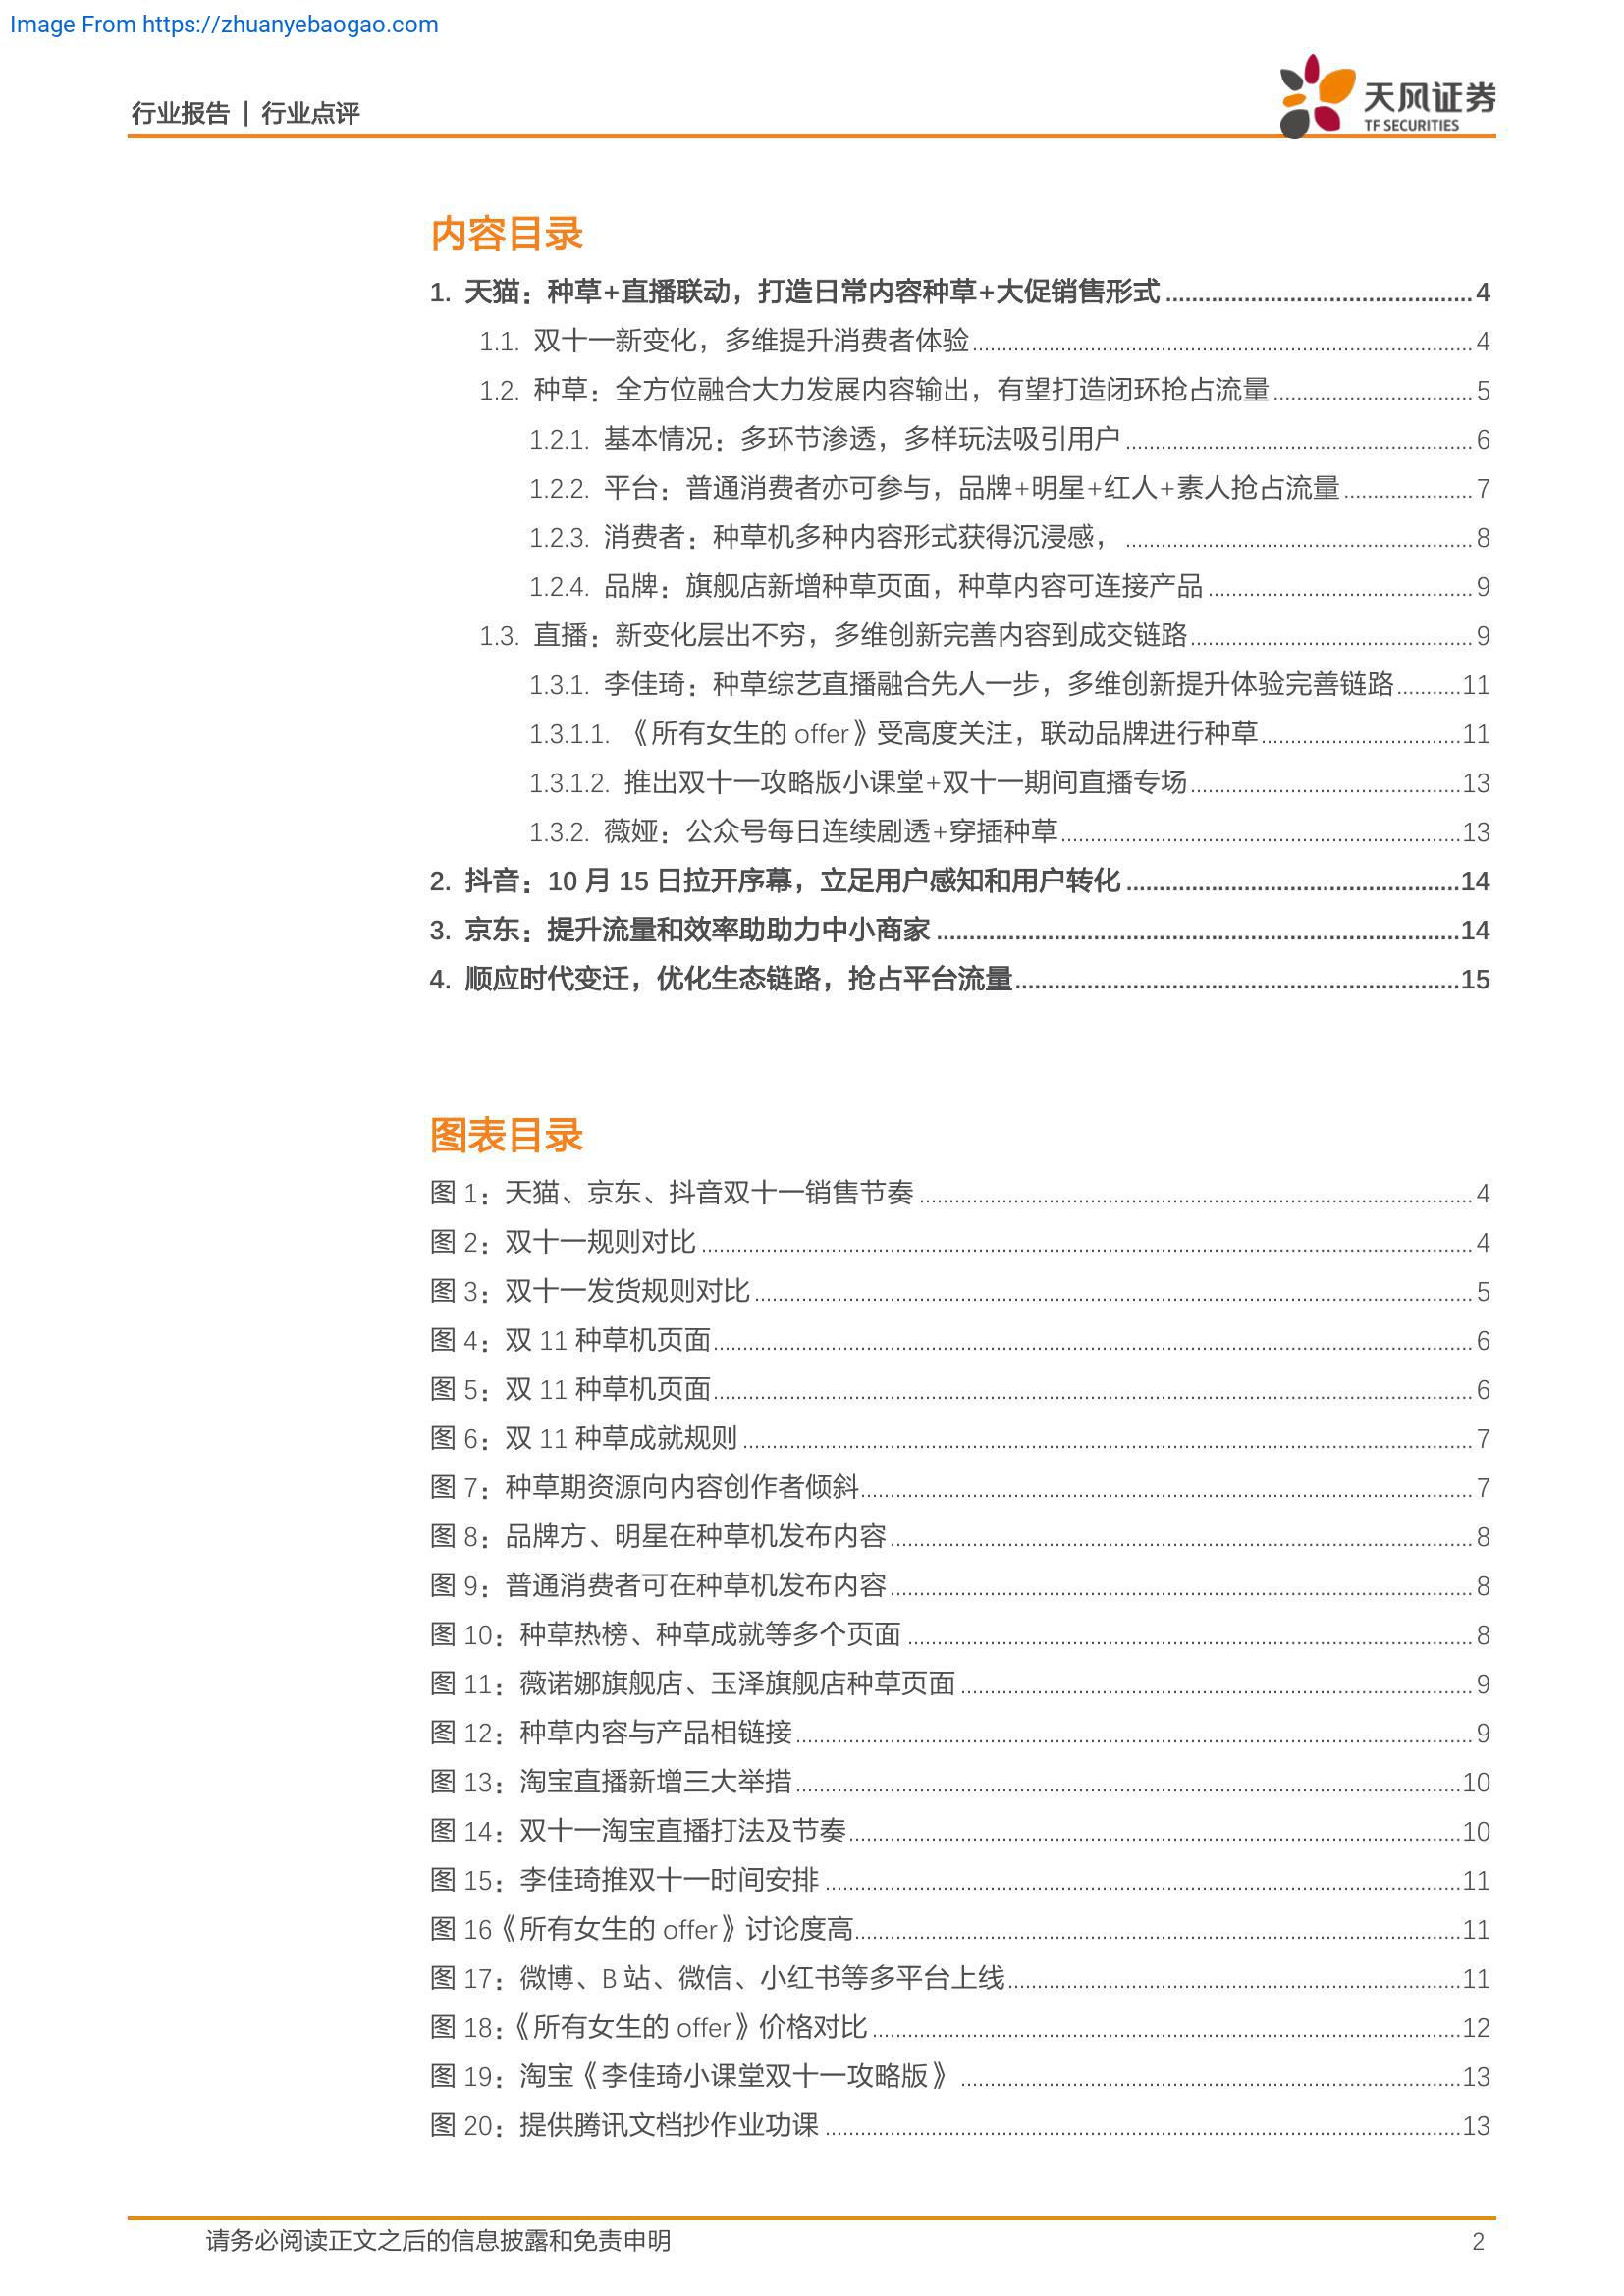 Image From https://zhuanyebaogao.com
行业报告 | 行业点评
天风证券
TF SECURITIES
内容目录
1. 天猫：种草+直播联动，打造日常内容种草+大促销售形式 4
1.1. 双十一新变化，多维提升消费者体验 4
1.2. 种草：全方位融合大力发展内容输出，有望打造闭环抢占流量 5
1.2.1. 基本情况：多环节渗透，多样玩法吸引用户 6
1.2.2. 平台：普通消费者亦可参与，品牌+明星+红人+素人抢占流量 7
1.2.3. 消费者：种草机多种内容形式获得沉浸感， 8
1.2.4. 品牌：旗舰店新增种草页面，种草内容可连接产品 9
1.3. 直播：新变化层出不穷，多维创新完善内容到成交链路 9
1.3.1. 李佳琦：种草综艺直播融合先人一步，多维创新提升体验完善链路 11
1.3.1.1. 《所有女生的 offer》受高度关注，联动品牌进行种草 11
1.3.1.2. 推出双十一攻略版小课堂+双十一期间直播专场 13
1.3.2. 薇娅：公众号每日连续剧透+穿插种草 13
2. 抖音：10 月 15 日拉开序幕，立足用户感知和用户转化 14
3. 京东：提升流量和效率助助力中小商家 14
4. 顺应时代变迁，优化生态链路，抢占平台流量 15
图表目录
图 1：天猫、京东、抖音双十一销售节奏 4
图 2：双十一规则对比 4
图 3：双十一发货规则对比 5
图 4：双 11 种草机页面 6
图 5：双 11 种草机页面 6
图 6：双 11 种草成就规则 7
图 7：种草期资源向内容创作者倾斜 7
图 8：品牌方、明星在种草机发布内容 8
图 9：普通消费者可在种草机发布内容 8
图 10：种草热榜、种草成就等多个页面 8
图 11：薇诺娜旗舰店、玉泽旗舰店种草页面 9
图 12：种草内容与产品相链接 9
图 13：淘宝直播新增三大举措 10
图 14：双十一淘宝直播打法及节奏 10
图 15：李佳琦推双十一时间安排 11
图 16《所有女生的 offer》讨论度高 11
图 17：微博、B 站、微信、小红书等多平台上线 11
图 18：《所有女生的 offer》价格对比 12
图 19：淘宝《李佳琦小课堂双十一攻略版》 13
图 20：提供腾讯文档抄作业功课 13
请务必阅读正文之后的信息披露和免责申明 2